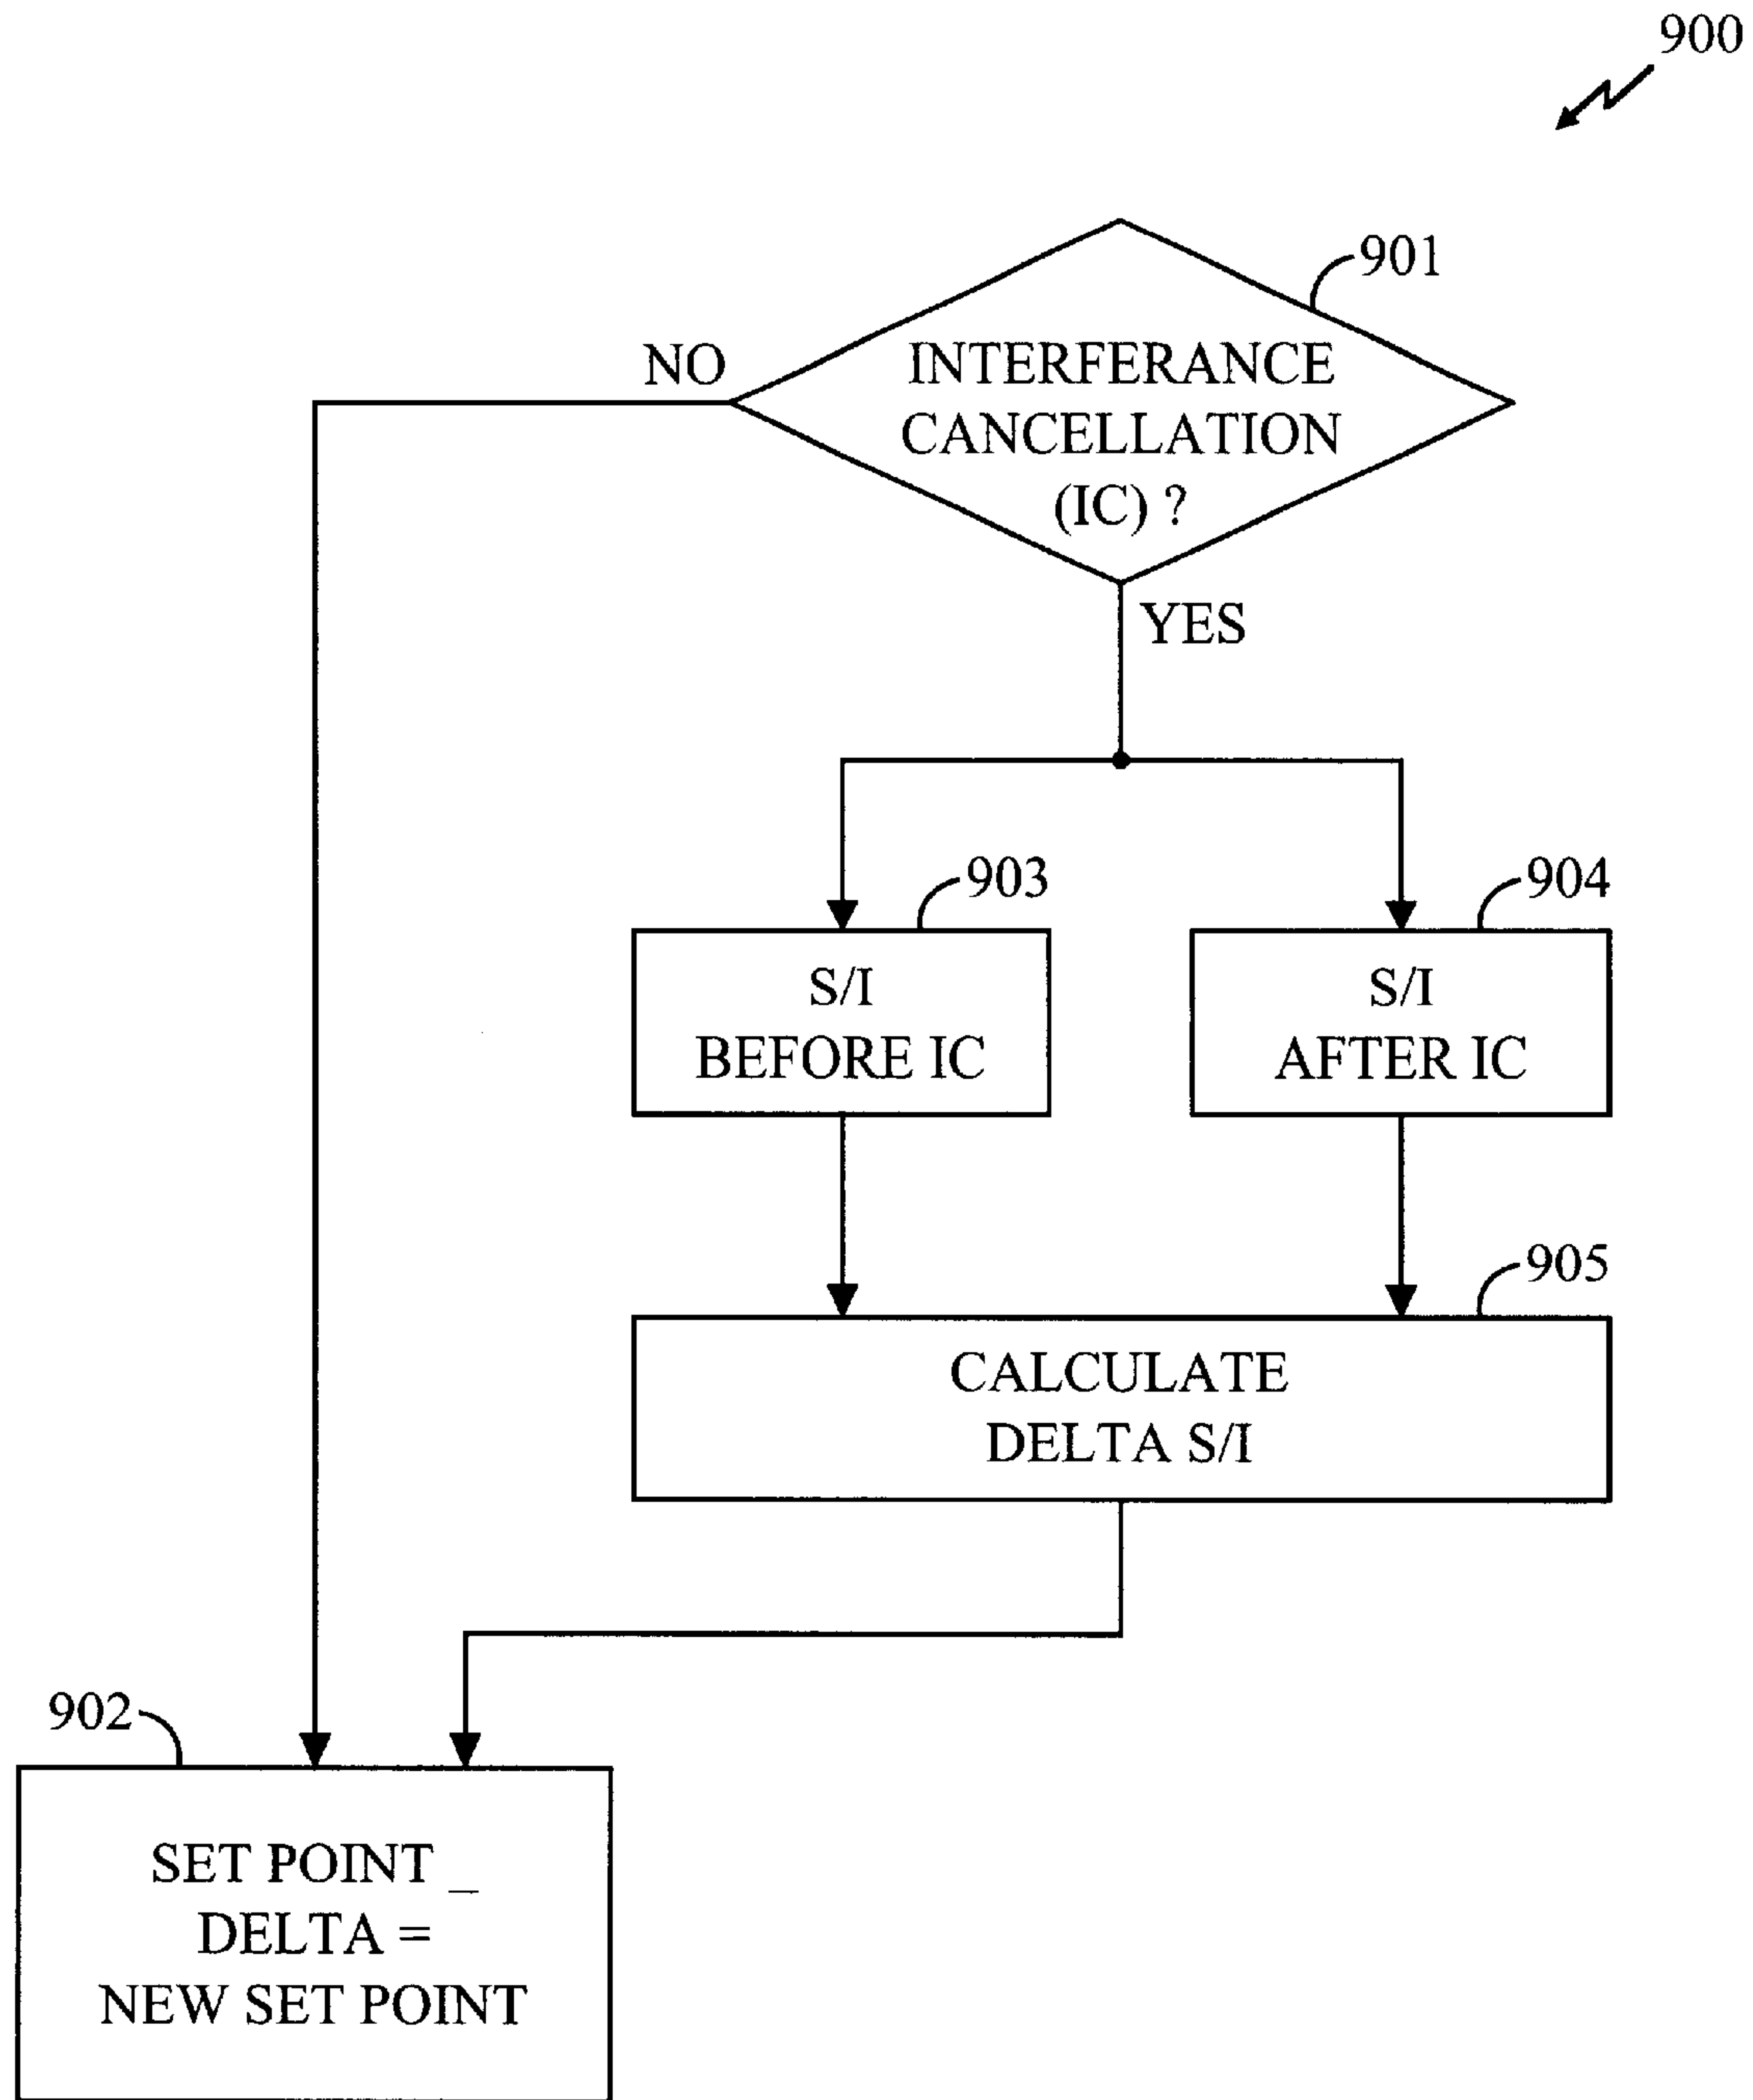 900
901
NO
INTERFERANCE
CANCELLATION
(IC) ?
YES
903
904
S/I
BEFORE IC
S/I
AFTER IC
905
CALCULATE
DELTA S/I
902
SET POINT _
DELTA =
NEW SET POINT